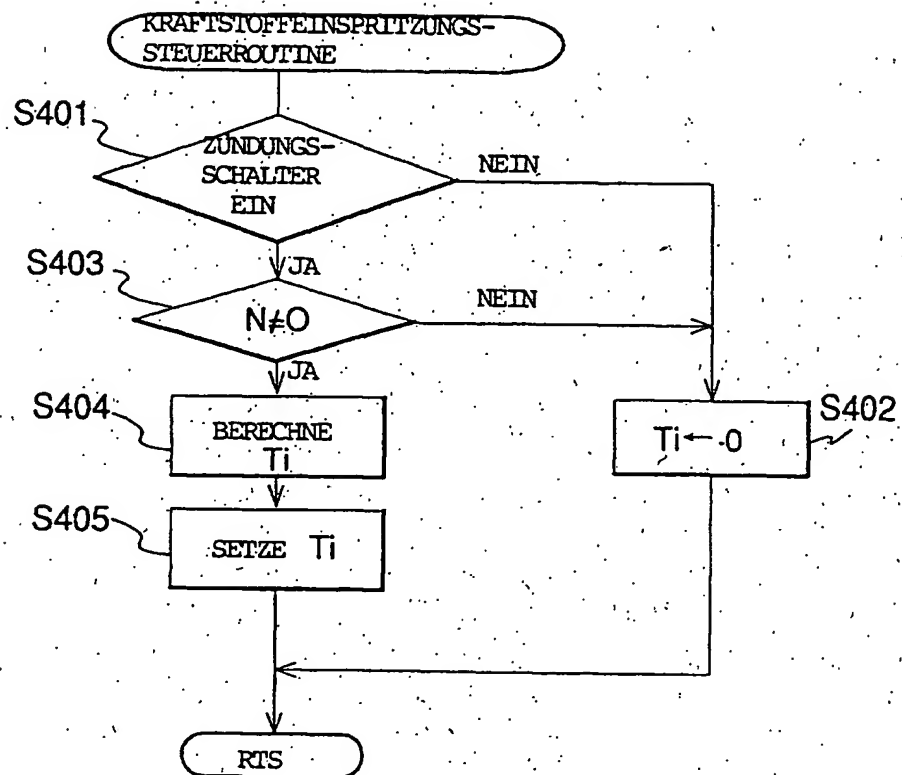 KRAFTSTOFFEINSPRITZUNGS-
STEUERROUTINE
S401
ZÜNDUNGS-
SCHALTER
EIN
NEIN
JA
S403
N≠O
NEIN
JA
S404
BERECHNE
Ti
S402
Ti←0
S405
SETZE Ti
RTS